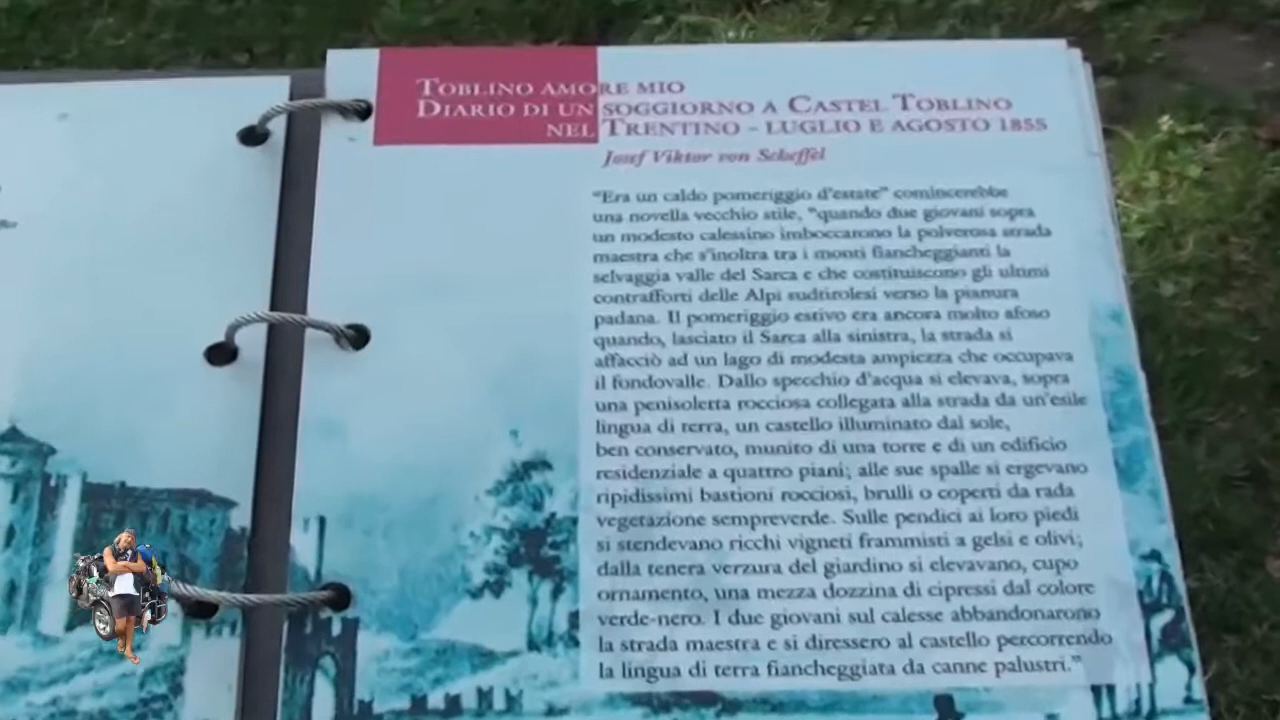 TOBLINO AMORE MIO
DIARIO DI UN SOGGIORNO A CASTEL TOBLINO
NEL TRENTINO - LUGLIO E AGOSTO 1855
Josef Viktor von Scheffel
"Era un caldo pomeriggio d'estate" comincerebbe
una novella vecchio stile, "quando due giovani sopra
un modesto calessino imboccarono la polverosa strada
maestra che s'inoltra tra i monti fiancheggianti la
selvaggia valle del Sarca e che costituiscono gli ultimi
contrafforti delle Alpi sudtirolesi verso la pianura
padana. Il pomeriggio estivo era ancora molto afoso
quando, lasciato il Sarca alla sinistra, la strada si
affacciò ad un lago di modesta ampiezza che occupava
il fondovalle. Dallo specchio d'acqua si elevava, sopra
una penisoletta rocciosa collegata alla strada da un'esile
lingua di terra, un castello illuminato dal sole,
ben conservato, munito di una torre e di un edificio
residenziale a quattro piani; alle sue spalle si ergevano
ripidissimi bastioni rocciosi, brulli o coperti da rada
vegetazione sempreverde. Sulle pendici ai loro piedi
si stendevano ricchi vigneti frammisti a gelsi e olivi;
dalla tenera verzura del giardino si elevavano, cupo
ornamento, una mezza dozzina di cipressi dal colore
verde-nero. I due giovani sul calesse abbandonarono
la strada maestra e si diressero al castello percorrendo
la lingua di terra fiancheggiata da canne palustri."